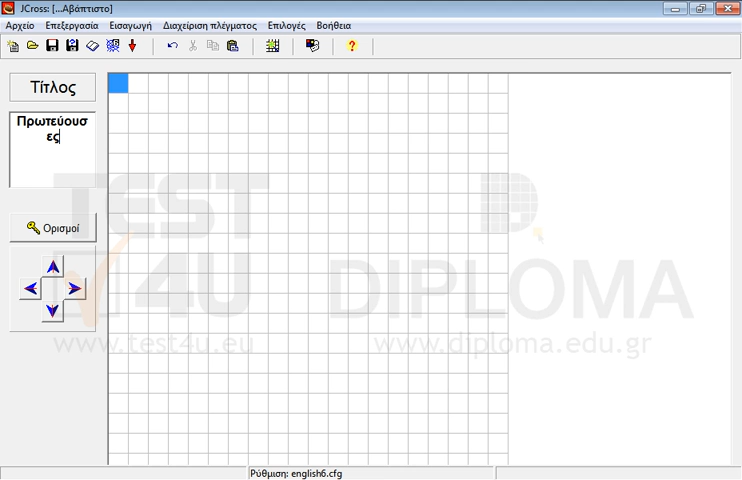 JCross: [...Αβάπτιστο]
Αρχείο Επεξεργασία Εισαγωγή Διαχείριση πλέγματος Επιλογές Βοήθεια
Τίτλος
Πρωτεύουσ
ες
Ορισμοί
TEST
4U
www.test4u.eu
D.
DIPLOMA
www.diploma.edu.gr
Ρύθμιση: english6.cfg